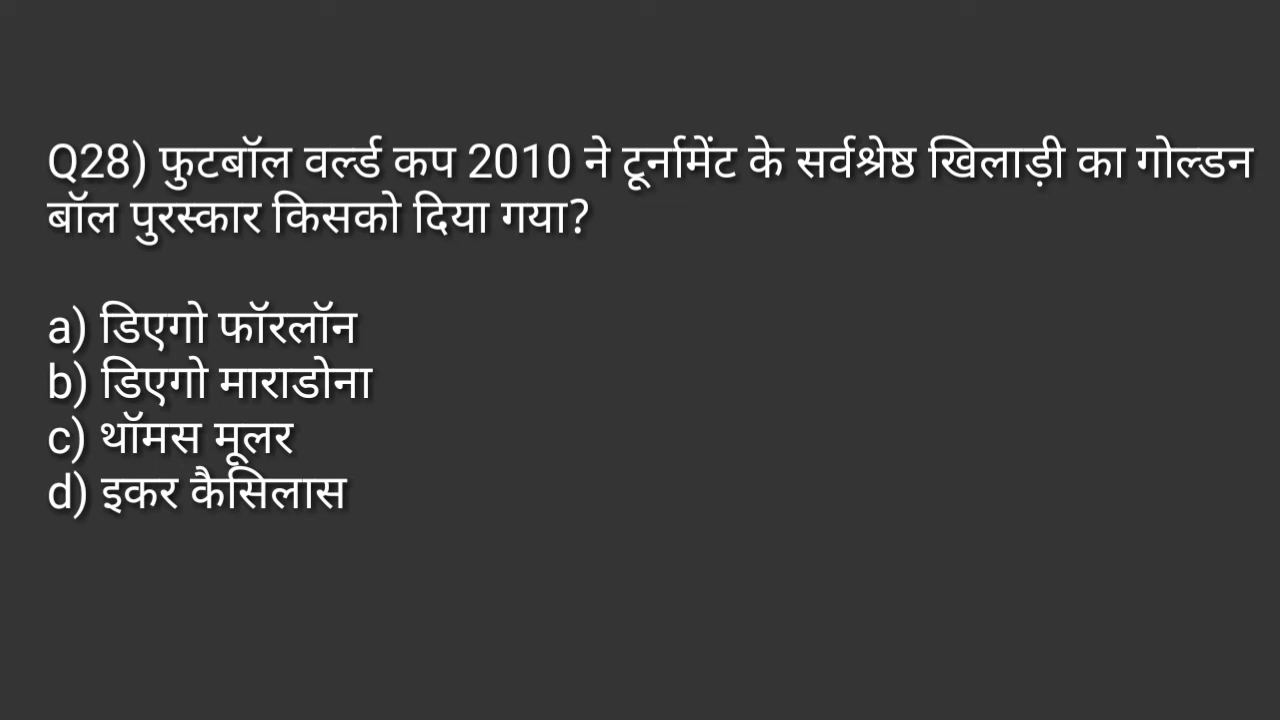 Q28) फुटबॉल वर्ल्ड कप 2010 ने टूर्नामेंट के सर्वश्रेष्ठ खिलाड़ी का गोल्डन
बॉल पुरस्कार किसको दिया गया?
a) डिएगो फॉरलॉन
b) डिएगो माराडोना
c) थॉमस मूलर
d) इकर कैसिलास